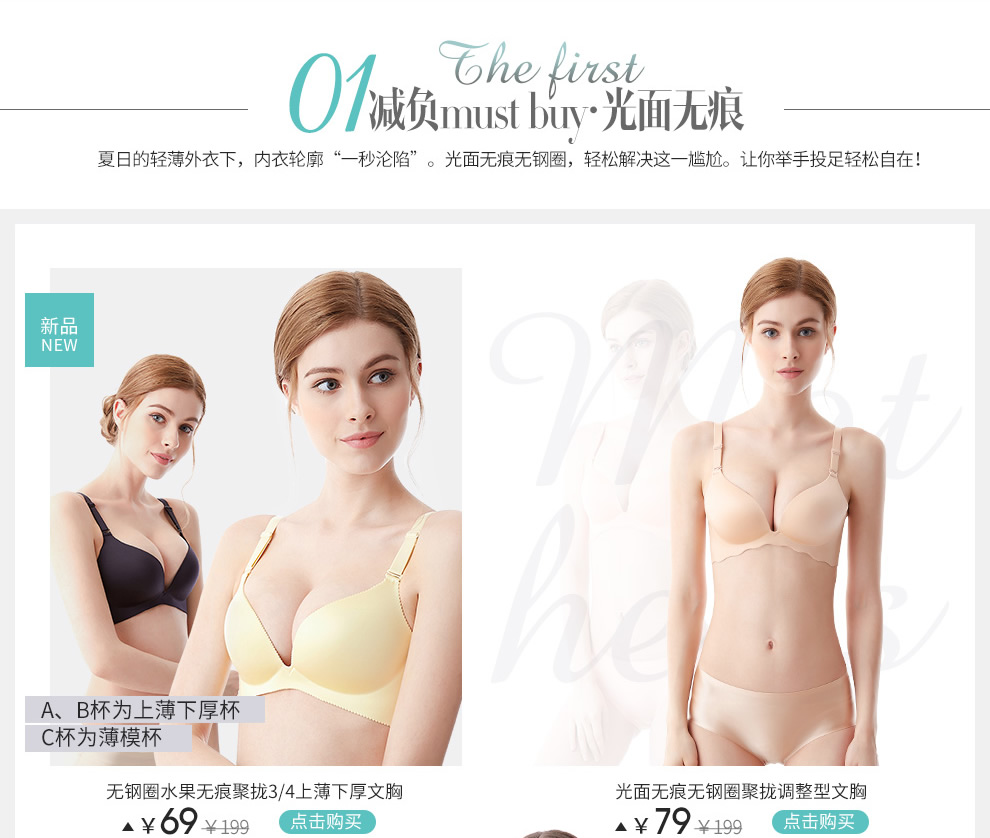 The first
01减负must buy·光面无痕
夏日的轻薄外衣下，内衣轮廓“一秒沦陷”。光面无痕无钢圈，轻松解决这一尴尬。让你举手投足轻松自在！
新品
NEW
A、B杯为上薄下厚杯
C杯为薄模杯
无钢圈水果无痕聚拢3/4上薄下厚文胸
▲ ¥69 ¥199 点击购买
光面无痕无钢圈聚拢调整型文胸
▲ ¥79 ¥199 点击购买